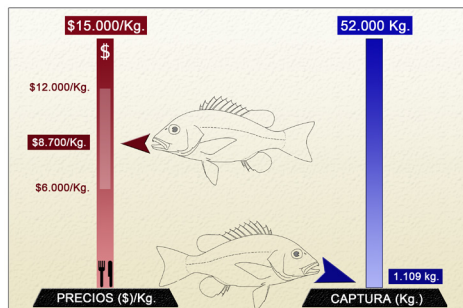 $15.000/Kg.
52.000 Kg.
$
$12.000/Kg.
$8.700/Kg.
$6.000/Kg.
1.109 kg.
PRECIOS ($)/Kg.
CAPTURA (Kg.)